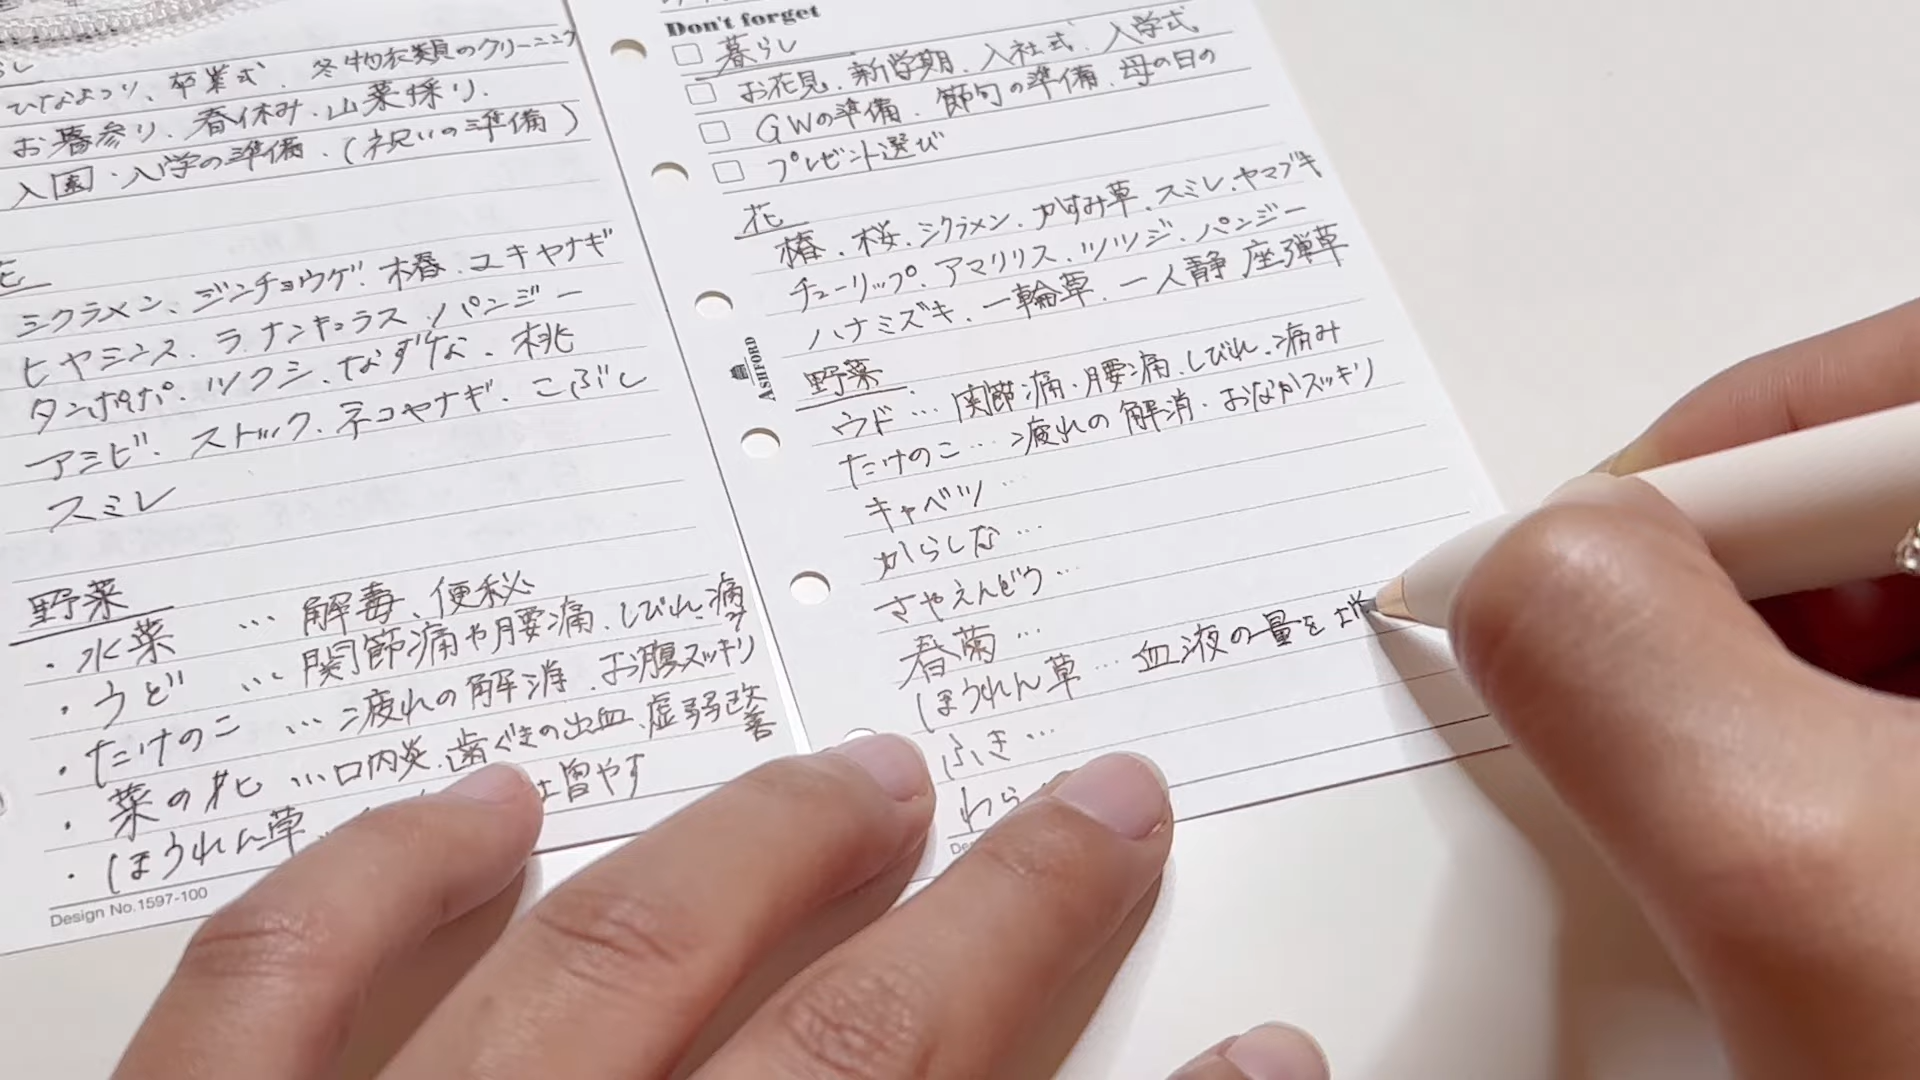 ひなまつり、卒業式、冬物衣類のクリーニング
お墓参り、春休み、山菜採り、
入園・入学の準備、(祝いの準備)
シクラメン、ジンチョウゲ、椿、ユキヤナギ
ヒヤシンス、ラナンキュラス、パンジー
タンポポ、ツクシ、なずな、桃
アシビ、ストック、ネコヤナギ、こぶし
スミレ
野菜
・水菜 … 解毒、便秘
・うど … 関節痛や腰痛、しびれ、痛み
・たけのこ … 疲れの解消、お腹スッキリ
・菜の花 … 口内炎、歯ぐきの出血、虚弱改善
・ほうれん草 増やす
Design No.1597-100
Don't forget
暮らし
お花見、新学期、入社式、入学式
GWの準備、節句の準備、母の日の
プレゼント選び
花
椿、桜、シクラメン、かすみ草、スミレ、ヤマブキ
チューリップ、アマリリス、ツツジ、パンジー
ハナミズキ、一輪草、一人静 座弾草
野菜
ウド … 関節痛、腰痛、しびれ、痛み
たけのこ … 疲れの解消、おなかスッキリ
キャベツ …
からしな …
さやえんどう …
春菊 …
ほうれん草 … 血液の量を増
ふき …
わら
ASHFORD